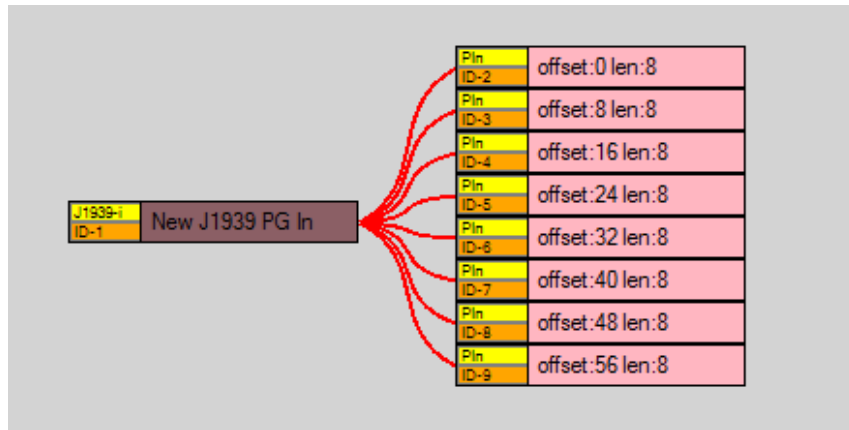 PIn
ID-2
offset:0 len:8
PIn
ID-3
offset:8 len:8
PIn
ID-4
offset:16 len:8
PIn
ID-5
offset:24 len:8
J1939-i
ID-1
New J1939 PG In
PIn
ID-6
offset:32 len:8
PIn
ID-7
offset:40 len:8
PIn
ID-8
offset:48 len:8
PIn
ID-9
offset:56 len:8